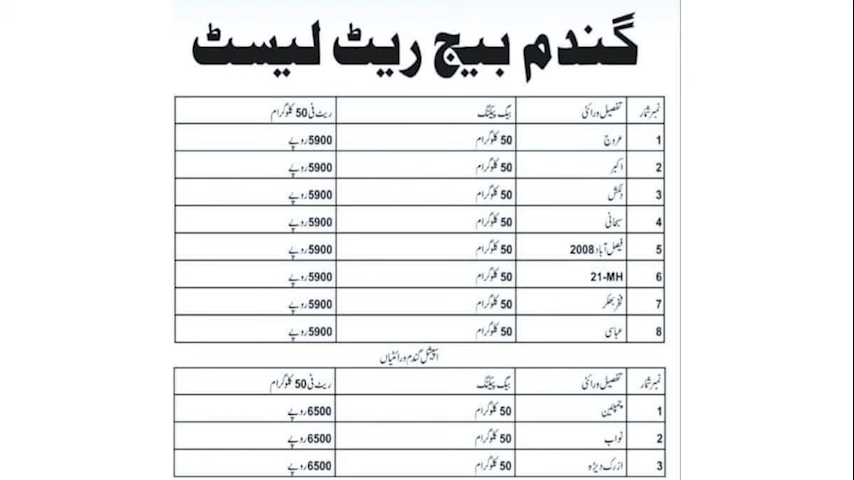 گندم بیج ریٹ لیسٹ
نمبر شمار تفصیل ورائٹی بیگ پیکنگ ریٹ فی 50 کلوگرام
1 عروج 50 کلوگرام 5900 روپے
2 اکبر 50 کلوگرام 5900 روپے
3 دلکش 50 کلوگرام 5900 روپے
4 سبحانی 50 کلوگرام 5900 روپے
5 فیصل آباد 2008 50 کلوگرام 5900 روپے
6 21-MH 50 کلوگرام 5900 روپے
7 فخر بھکر 50 کلوگرام 5900 روپے
8 عباسی 50 کلوگرام 5900 روپے
اسپیشل گندم ورائٹیاں
نمبر شمار تفصیل ورائٹی بیگ پیکنگ ریٹ فی 50 کلوگرام
1 چمپئین 50 کلوگرام 6500 روپے
2 نواب 50 کلوگرام 6500 روپے
3 ازرک ڈیزہ 50 کلوگرام 6500 روپے